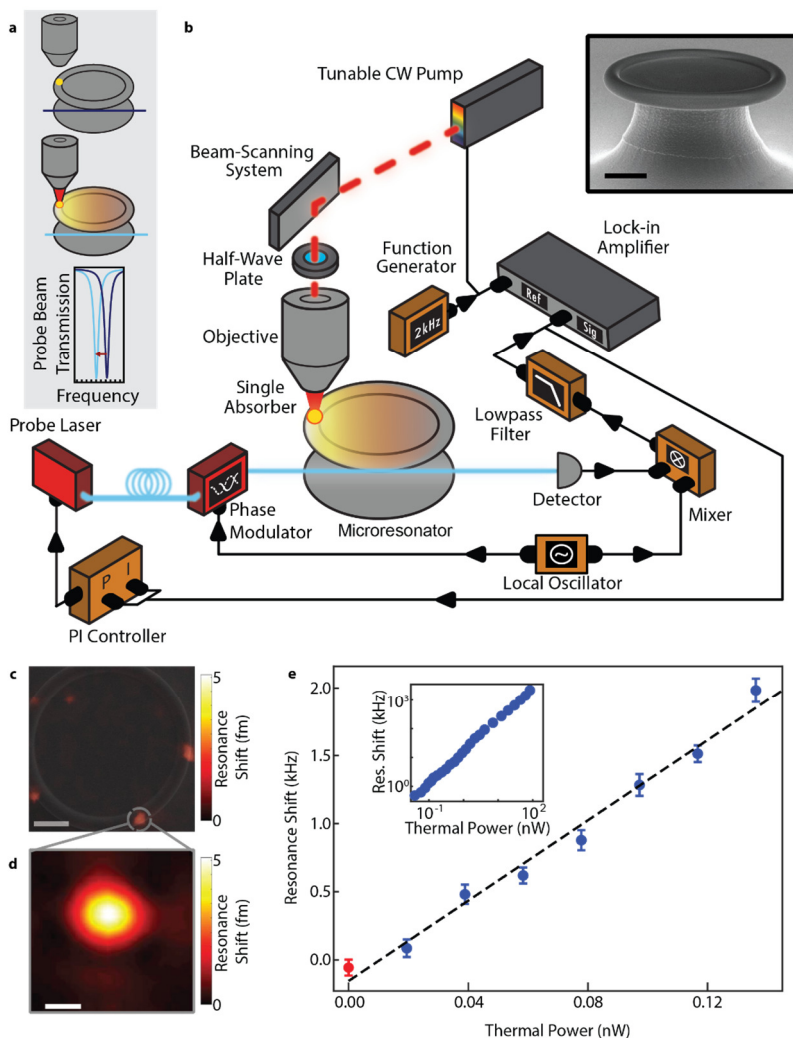 a
b
Tunable CW Pump
Beam-Scanning
System
Half-Wave
Plate
Function
Generator
2kHz
Lock-in
Amplifier
Ref
Sig
Objective
Single
Absorber
Lowpass
Filter
Probe Beam
Transmission
Frequency
Probe Laser
Phase
Modulator
Microresonator
Detector
Mixer
Local Oscillator
P I
PI Controller
c
5
Resonance
Shift (fm)
0
d
5
Resonance
Shift (fm)
0
e
2.0
1.5
1.0
0.5
0.0
Resonance Shift (kHz)
0.00
0.04
0.08
0.12
Thermal Power (nW)
10³
10⁰
Res. Shift (kHz)
10⁻¹
10²
Thermal Power (nW)